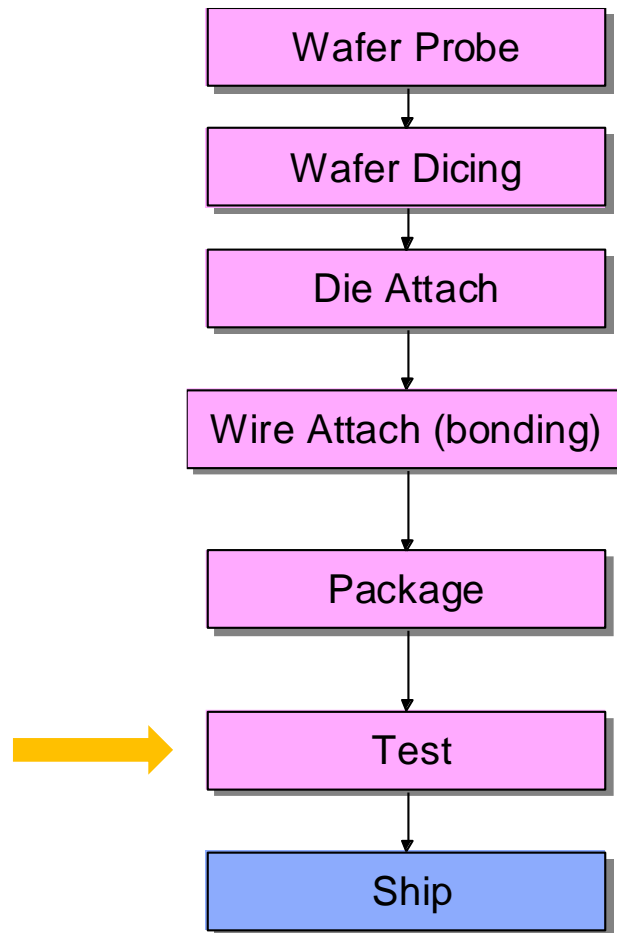 Wafer Probe
Wafer Dicing
Die Attach
Wire Attach (bonding)
Package
Test
Ship